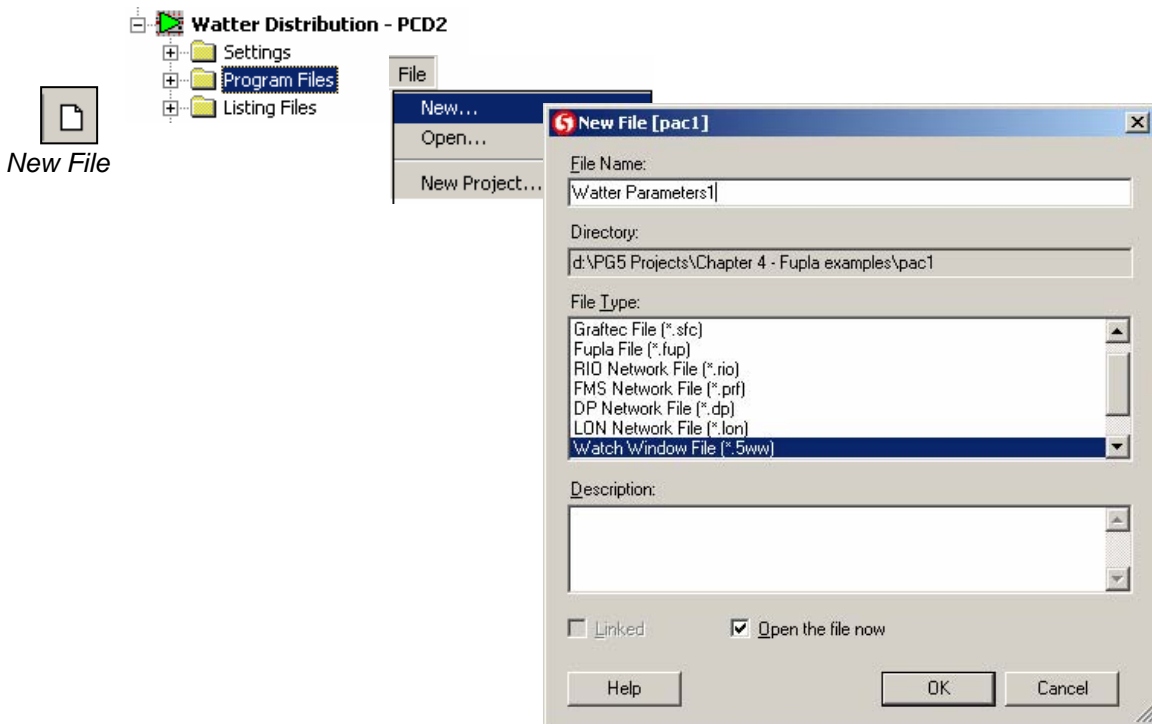 Watter Distribution - PCD2
Settings
Program Files
Listing Files
New File
File
New...
Open...
New Project...
New File [pac1]
File Name:
Watter Parameters1
Directory:
d:\PG5 Projects\Chapter 4 - Fupla examples\pac1
File Type:
Graftec File (*.sfc)
Fupla File (*.fup)
RIO Network File (*.rio)
FMS Network File (*.prf)
DP Network File (*.dp)
LON Network File (*.lon)
Watch Window File (*.5ww)
Description:
Linked
Open the file now
Help
OK
Cancel